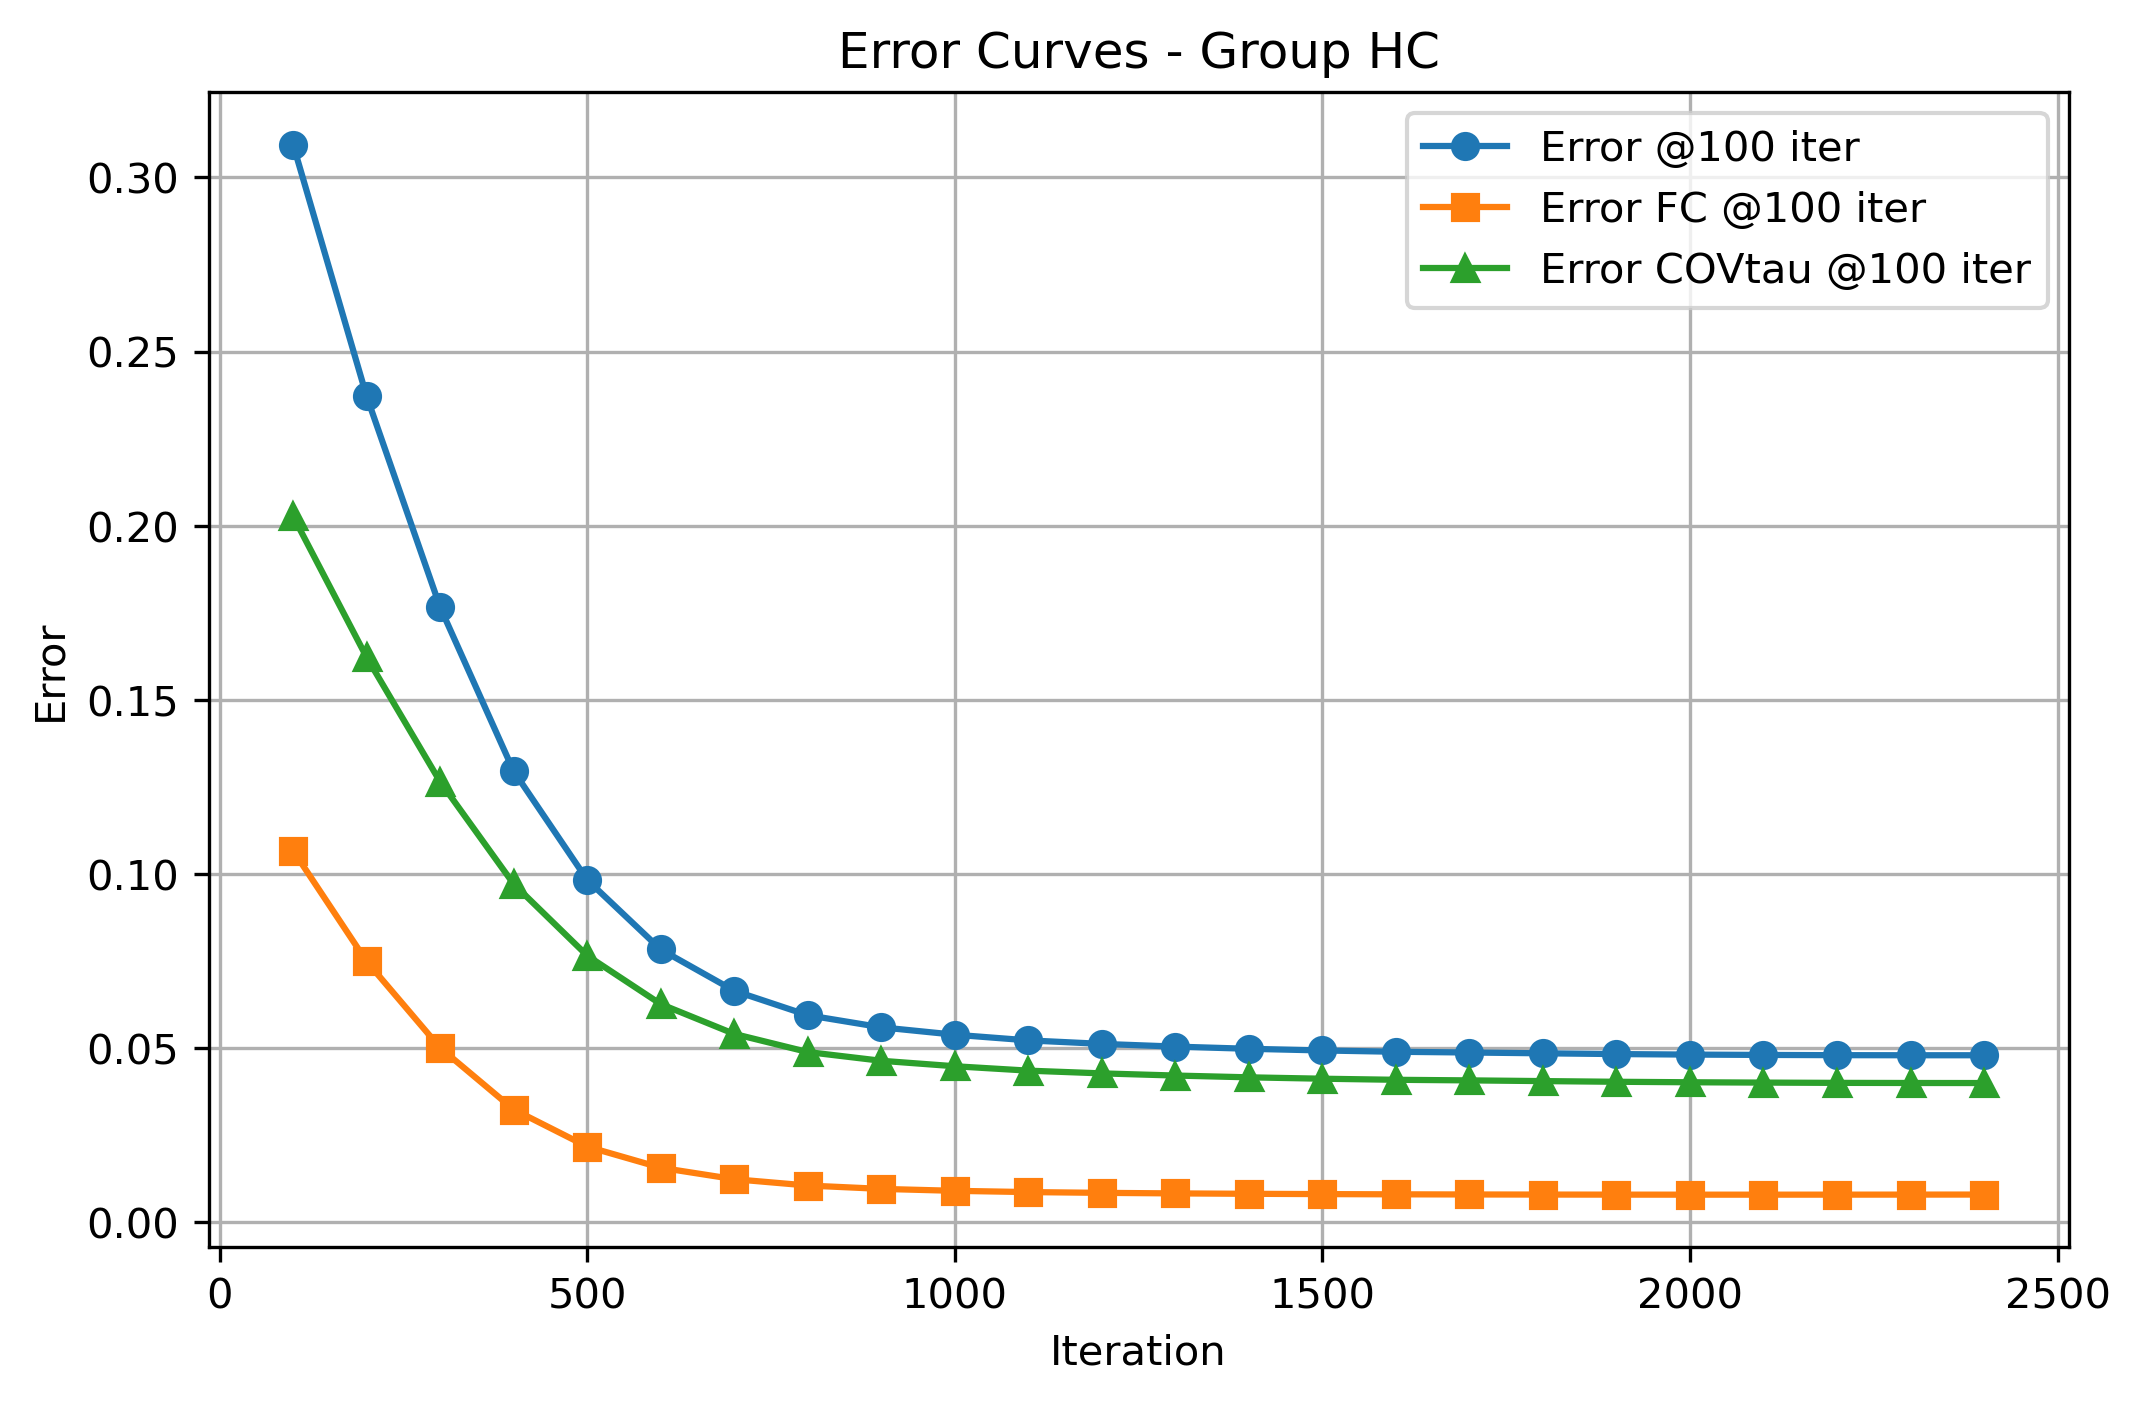 Error Curves - Group HC
Error @100 iter
Error FC @100 iter
Error COVtau @100 iter
0.30
0.25
0.20
0.15
0.10
0.05
0.00
Error
0 500 1000 1500 2000 2500
Iteration